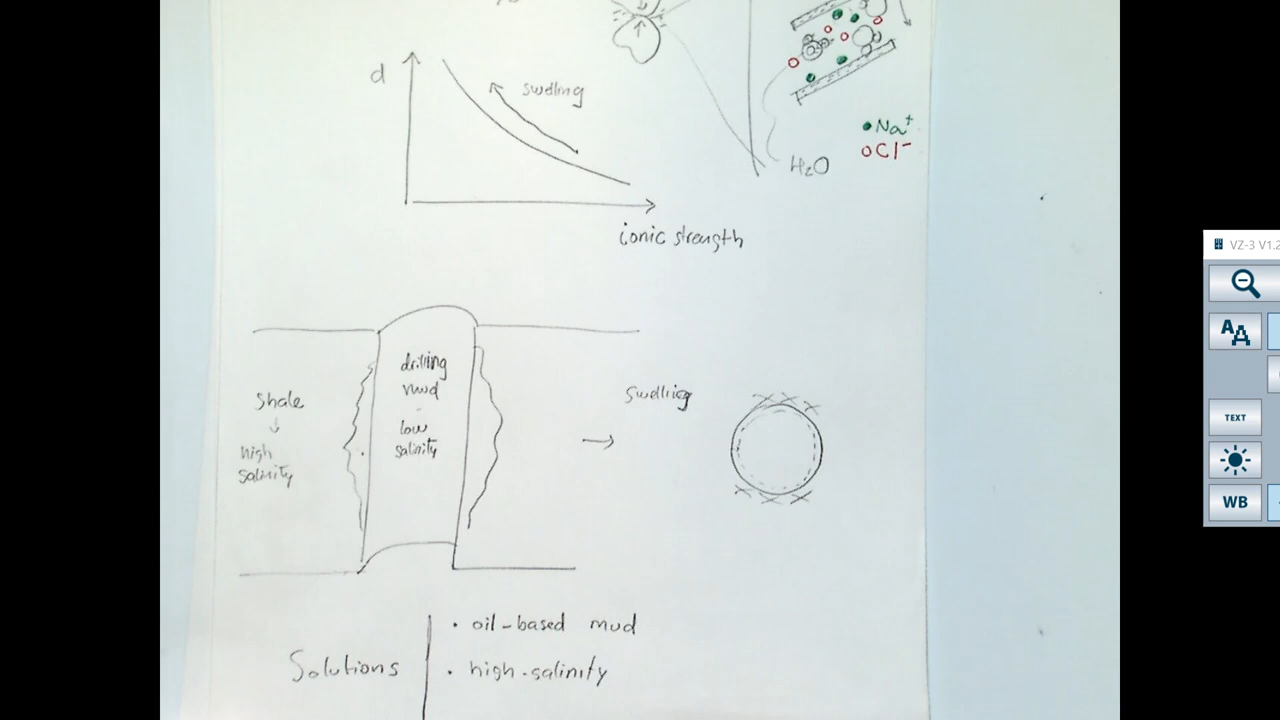 d
swelling
Na+
Cl-
H2O
ionic strength
drilling
mud
low
salinity
shale
high
salinity
swelling
Solutions
• oil-based mud
• high-salinity
VZ-3 V1.2
AA
TEXT
WB